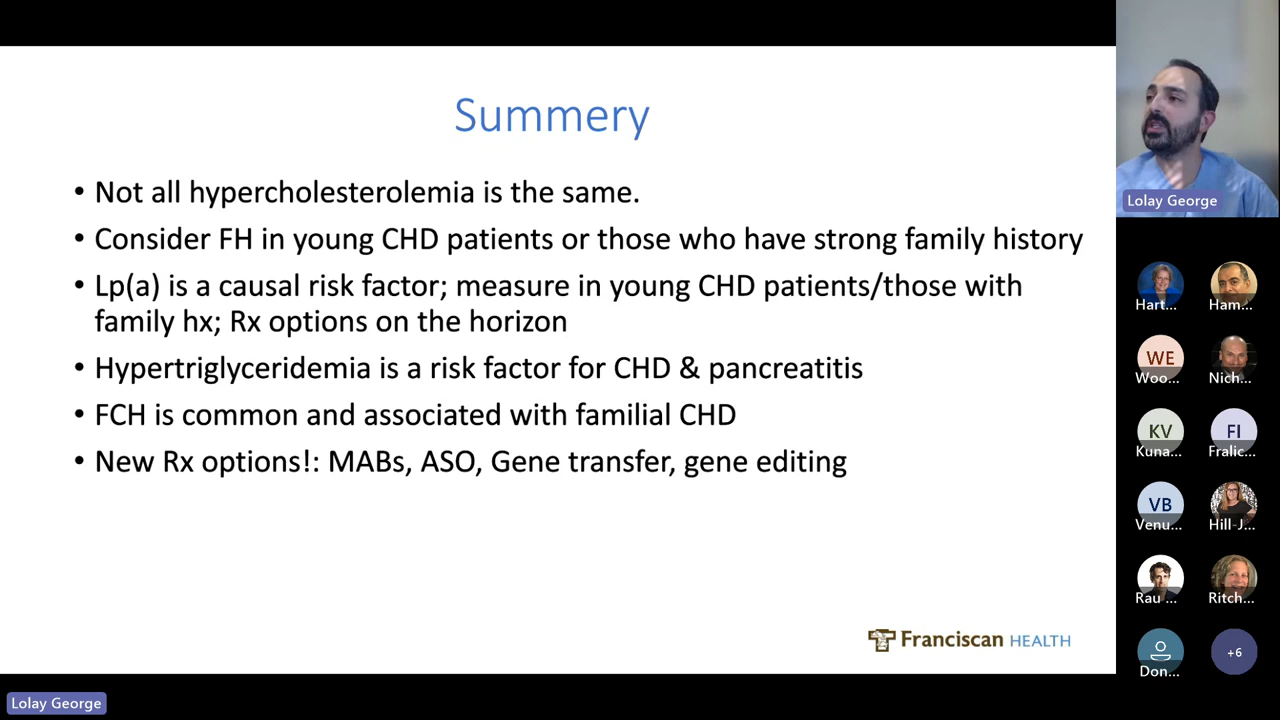 Summery
• Not all hypercholesterolemia is the same.
• Consider FH in young CHD patients or those who have strong family history
• Lp(a) is a causal risk factor; measure in young CHD patients/those with
family hx; Rx options on the horizon
• Hypertriglyceridemia is a risk factor for CHD & pancreatitis
• FCH is common and associated with familial CHD
• New Rx options!: MABs, ASO, Gene transfer, gene editing
Franciscan HEALTH
Lolay George
Lolay George
Hart...
Ham...
WE
Woo...
Nich...
KV
Kuna...
FI
Fralic...
VB
Venu...
Hill-J...
Rau ...
Ritch...
Don...
+6